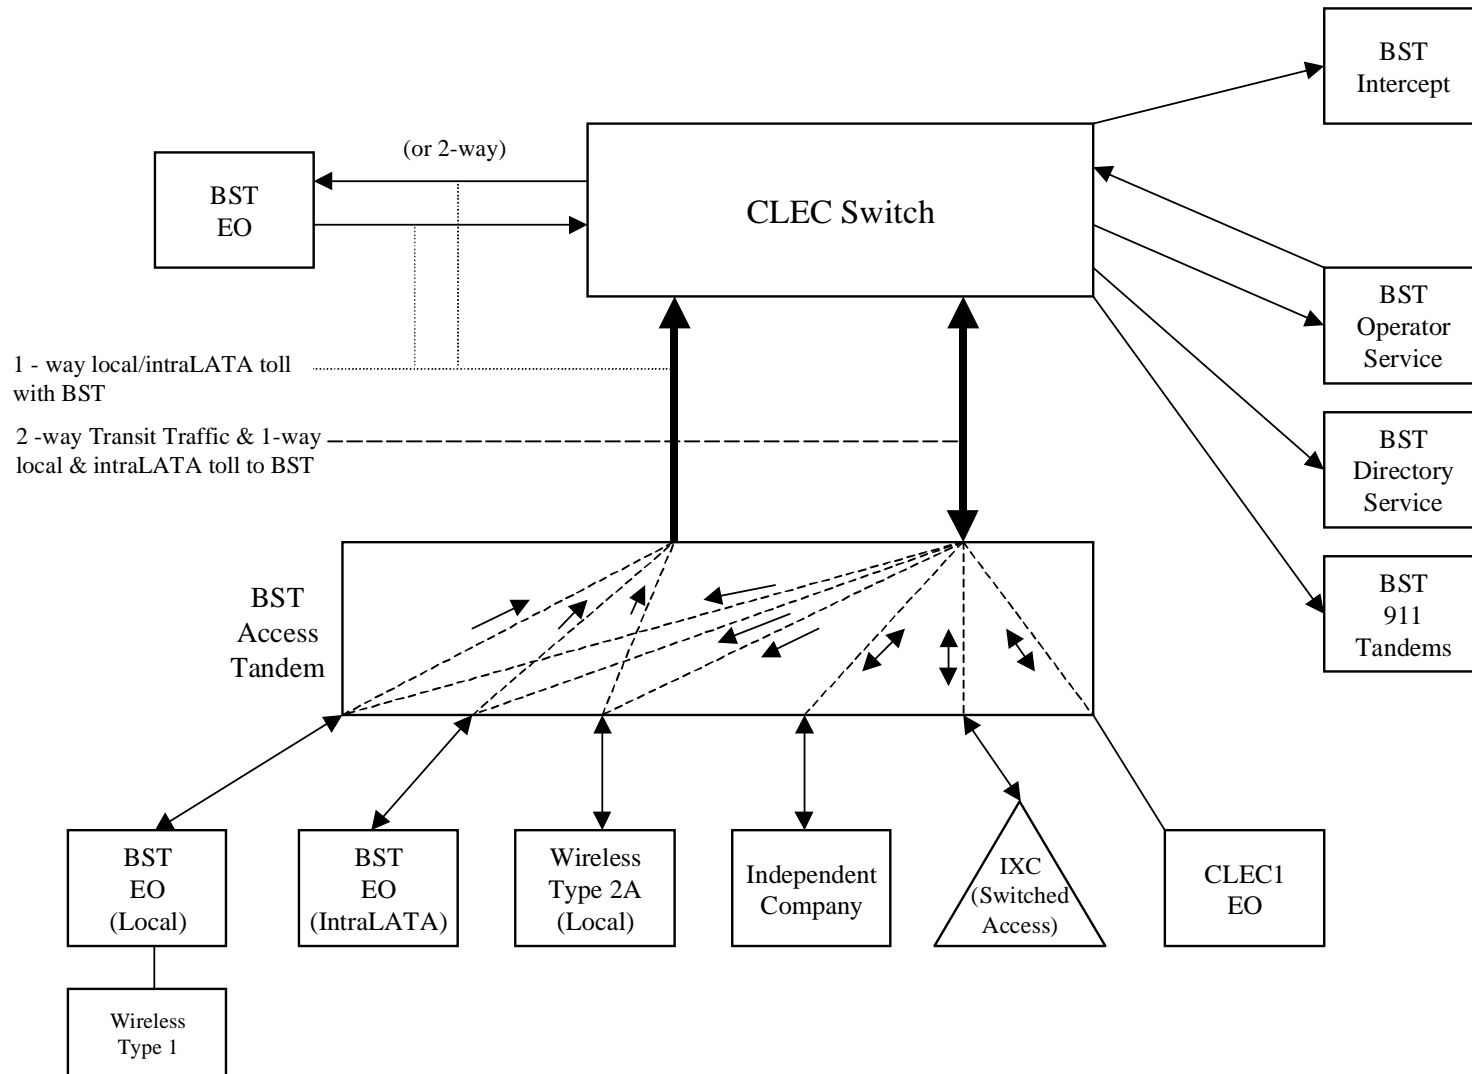 BST
Intercept
(or 2-way)
BST
EO
CLEC Switch
BST
Operator
Service
1 - way local/intraLATA toll
with BST
2 -way Transit Traffic & 1-way
local & intraLATA toll to BST
BST
Directory
Service
BST
Access
Tandem
BST
911
Tandems
BST
EO
(Local)
BST
EO
(IntraLATA)
Wireless
Type 2A
(Local)
Independent
Company
IXC
(Switched
Access)
CLEC1
EO
Wireless
Type 1